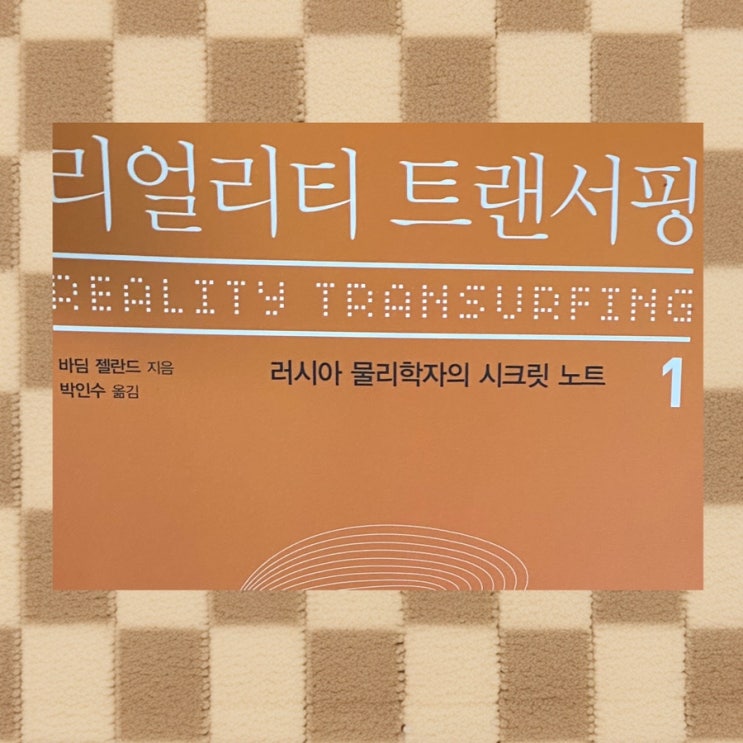 리얼리티 트랜서핑
REALITY TRANSURFING
바딤 젤란드 지음
박인수 옮김
러시아 물리학자의 시크릿 노트
1